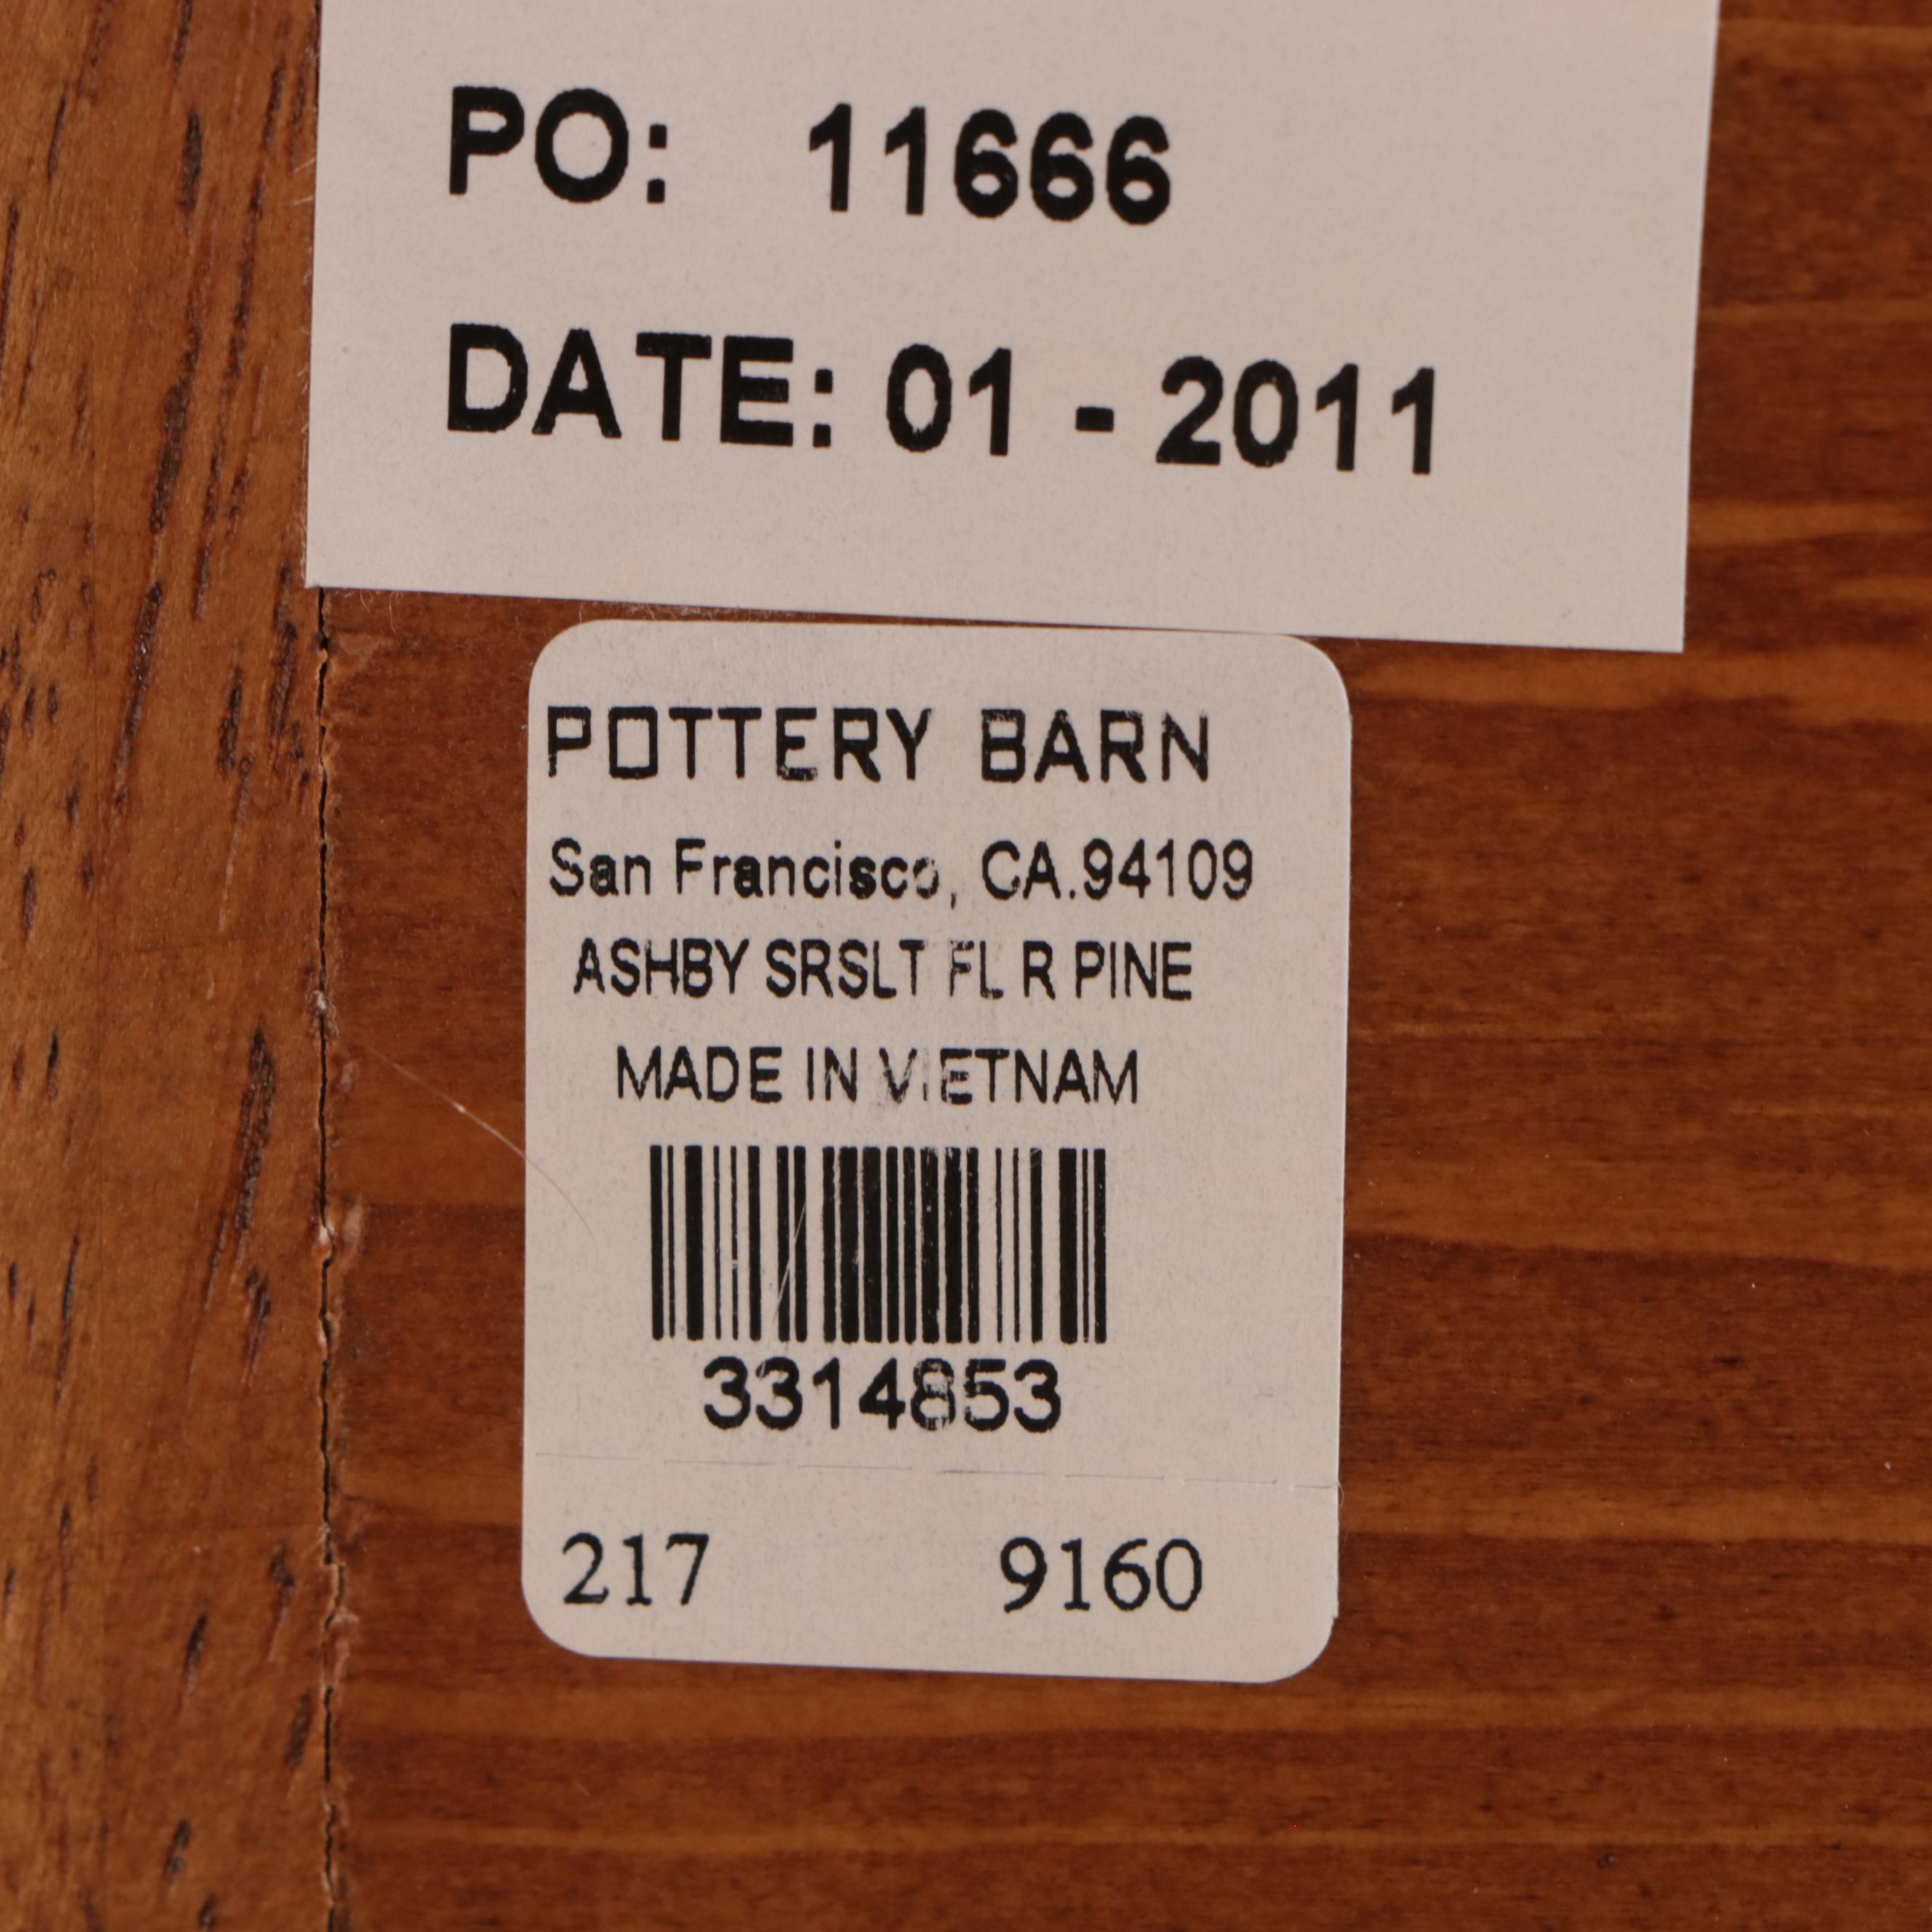 PO: 11666
DATE: 01 - 2011
POTTERY BARN
San Francisco, CA.94109
ASHBY SRSLT FL R PINE
MADE IN VIETNAM
3314853
217 9160